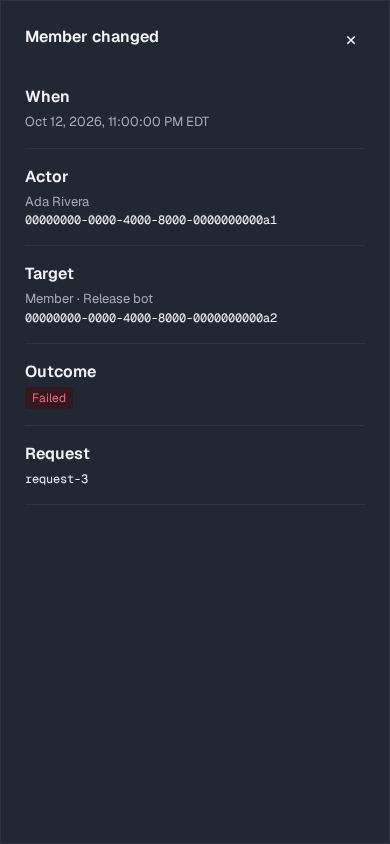 Member changed
×
When
Oct 12, 2026, 11:00:00 PM EDT
Actor
Ada Rivera
00000000-0000-4000-8000-0000000000a1
Target
Member · Release bot
00000000-0000-4000-8000-0000000000a2
Outcome
Failed
Request
request-3